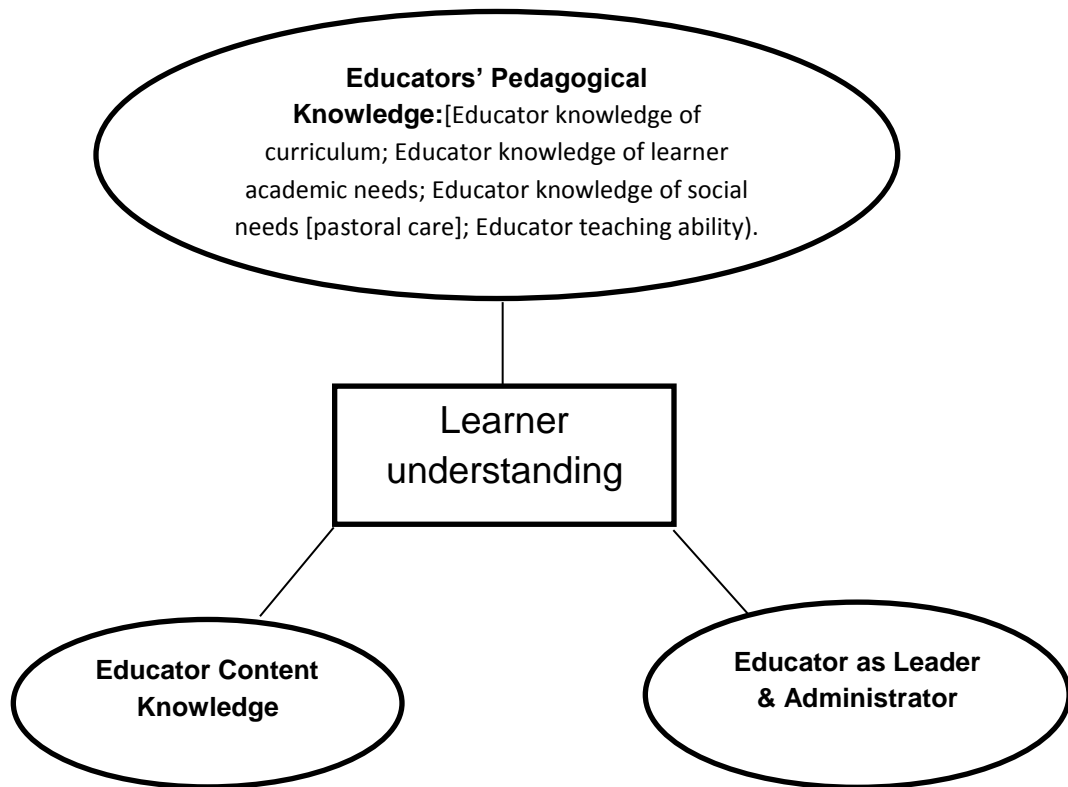 Educators’ Pedagogical
Knowledge:[Educator knowledge of
curriculum; Educator knowledge of learner
academic needs; Educator knowledge of social
needs [pastoral care]; Educator teaching ability).
Learner
understanding
Educator Content
Knowledge
Educator as Leader
& Administrator